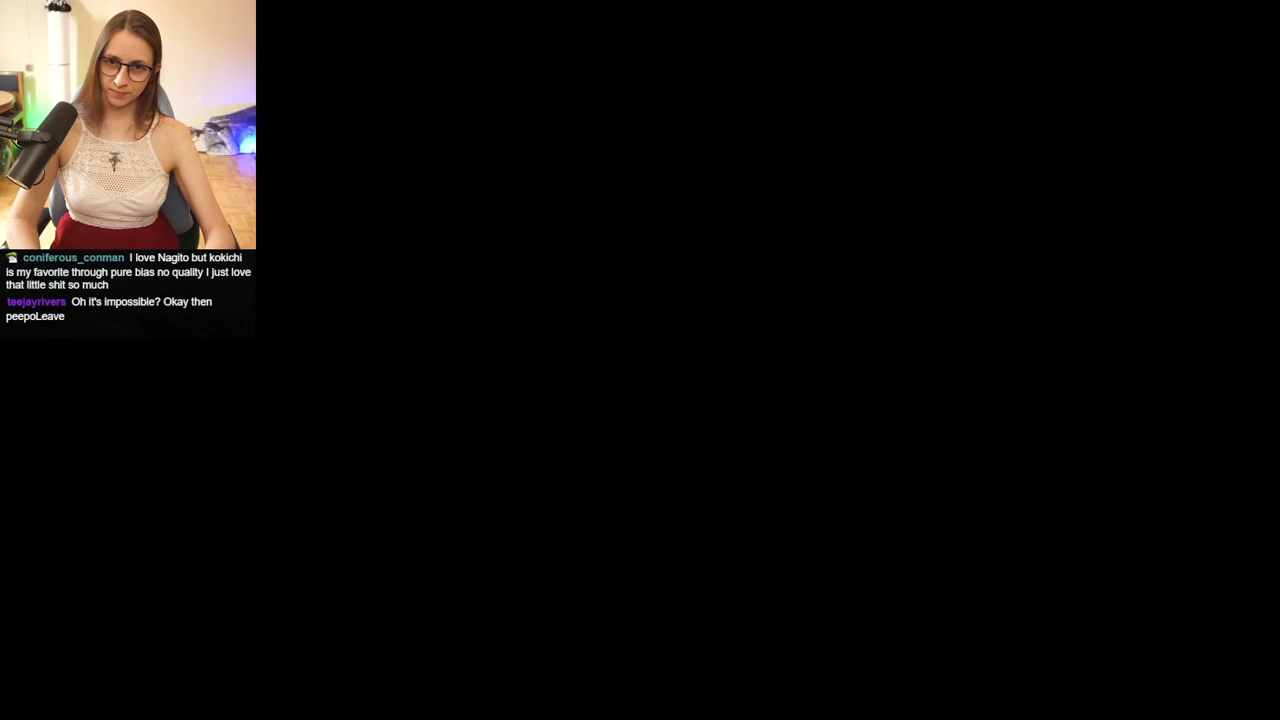 coniferous_conman I love Nagito but kokichi
is my favorite through pure bias no quality I just love
that little shit so much
teejayrivers Oh it's impossible? Okay then
peepoLeave